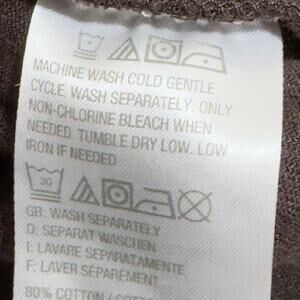 MACHINE WASH COLD GENTLE
CYCLE. WASH SEPARATELY. ONLY
NON-CHLORINE BLEACH WHEN
NEEDED. TUMBLE DRY LOW. LOW
IRON IF NEEDED
30
GB: WASH SEPARATELY
D: SEPARAT WASCHEN
I: LAVARE SEPARATAMENTE
F: LAVER SÉPARÉMENT
80% COTTON / COTO